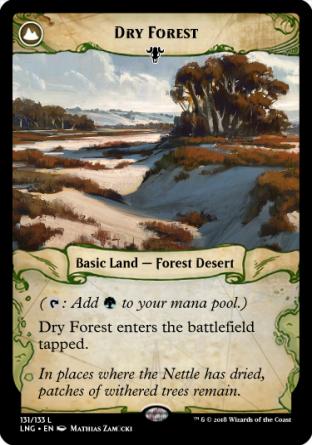 DRY FOREST
Basic Land — Forest Desert
( : Add to your mana pool.)
Dry Forest enters the battlefield
tapped.
In places where the Nettle has dried,
patches of withered trees remain.
131/133 L
LNG • EN MATHIAS
™ & © 2018 Wizards of the Coast